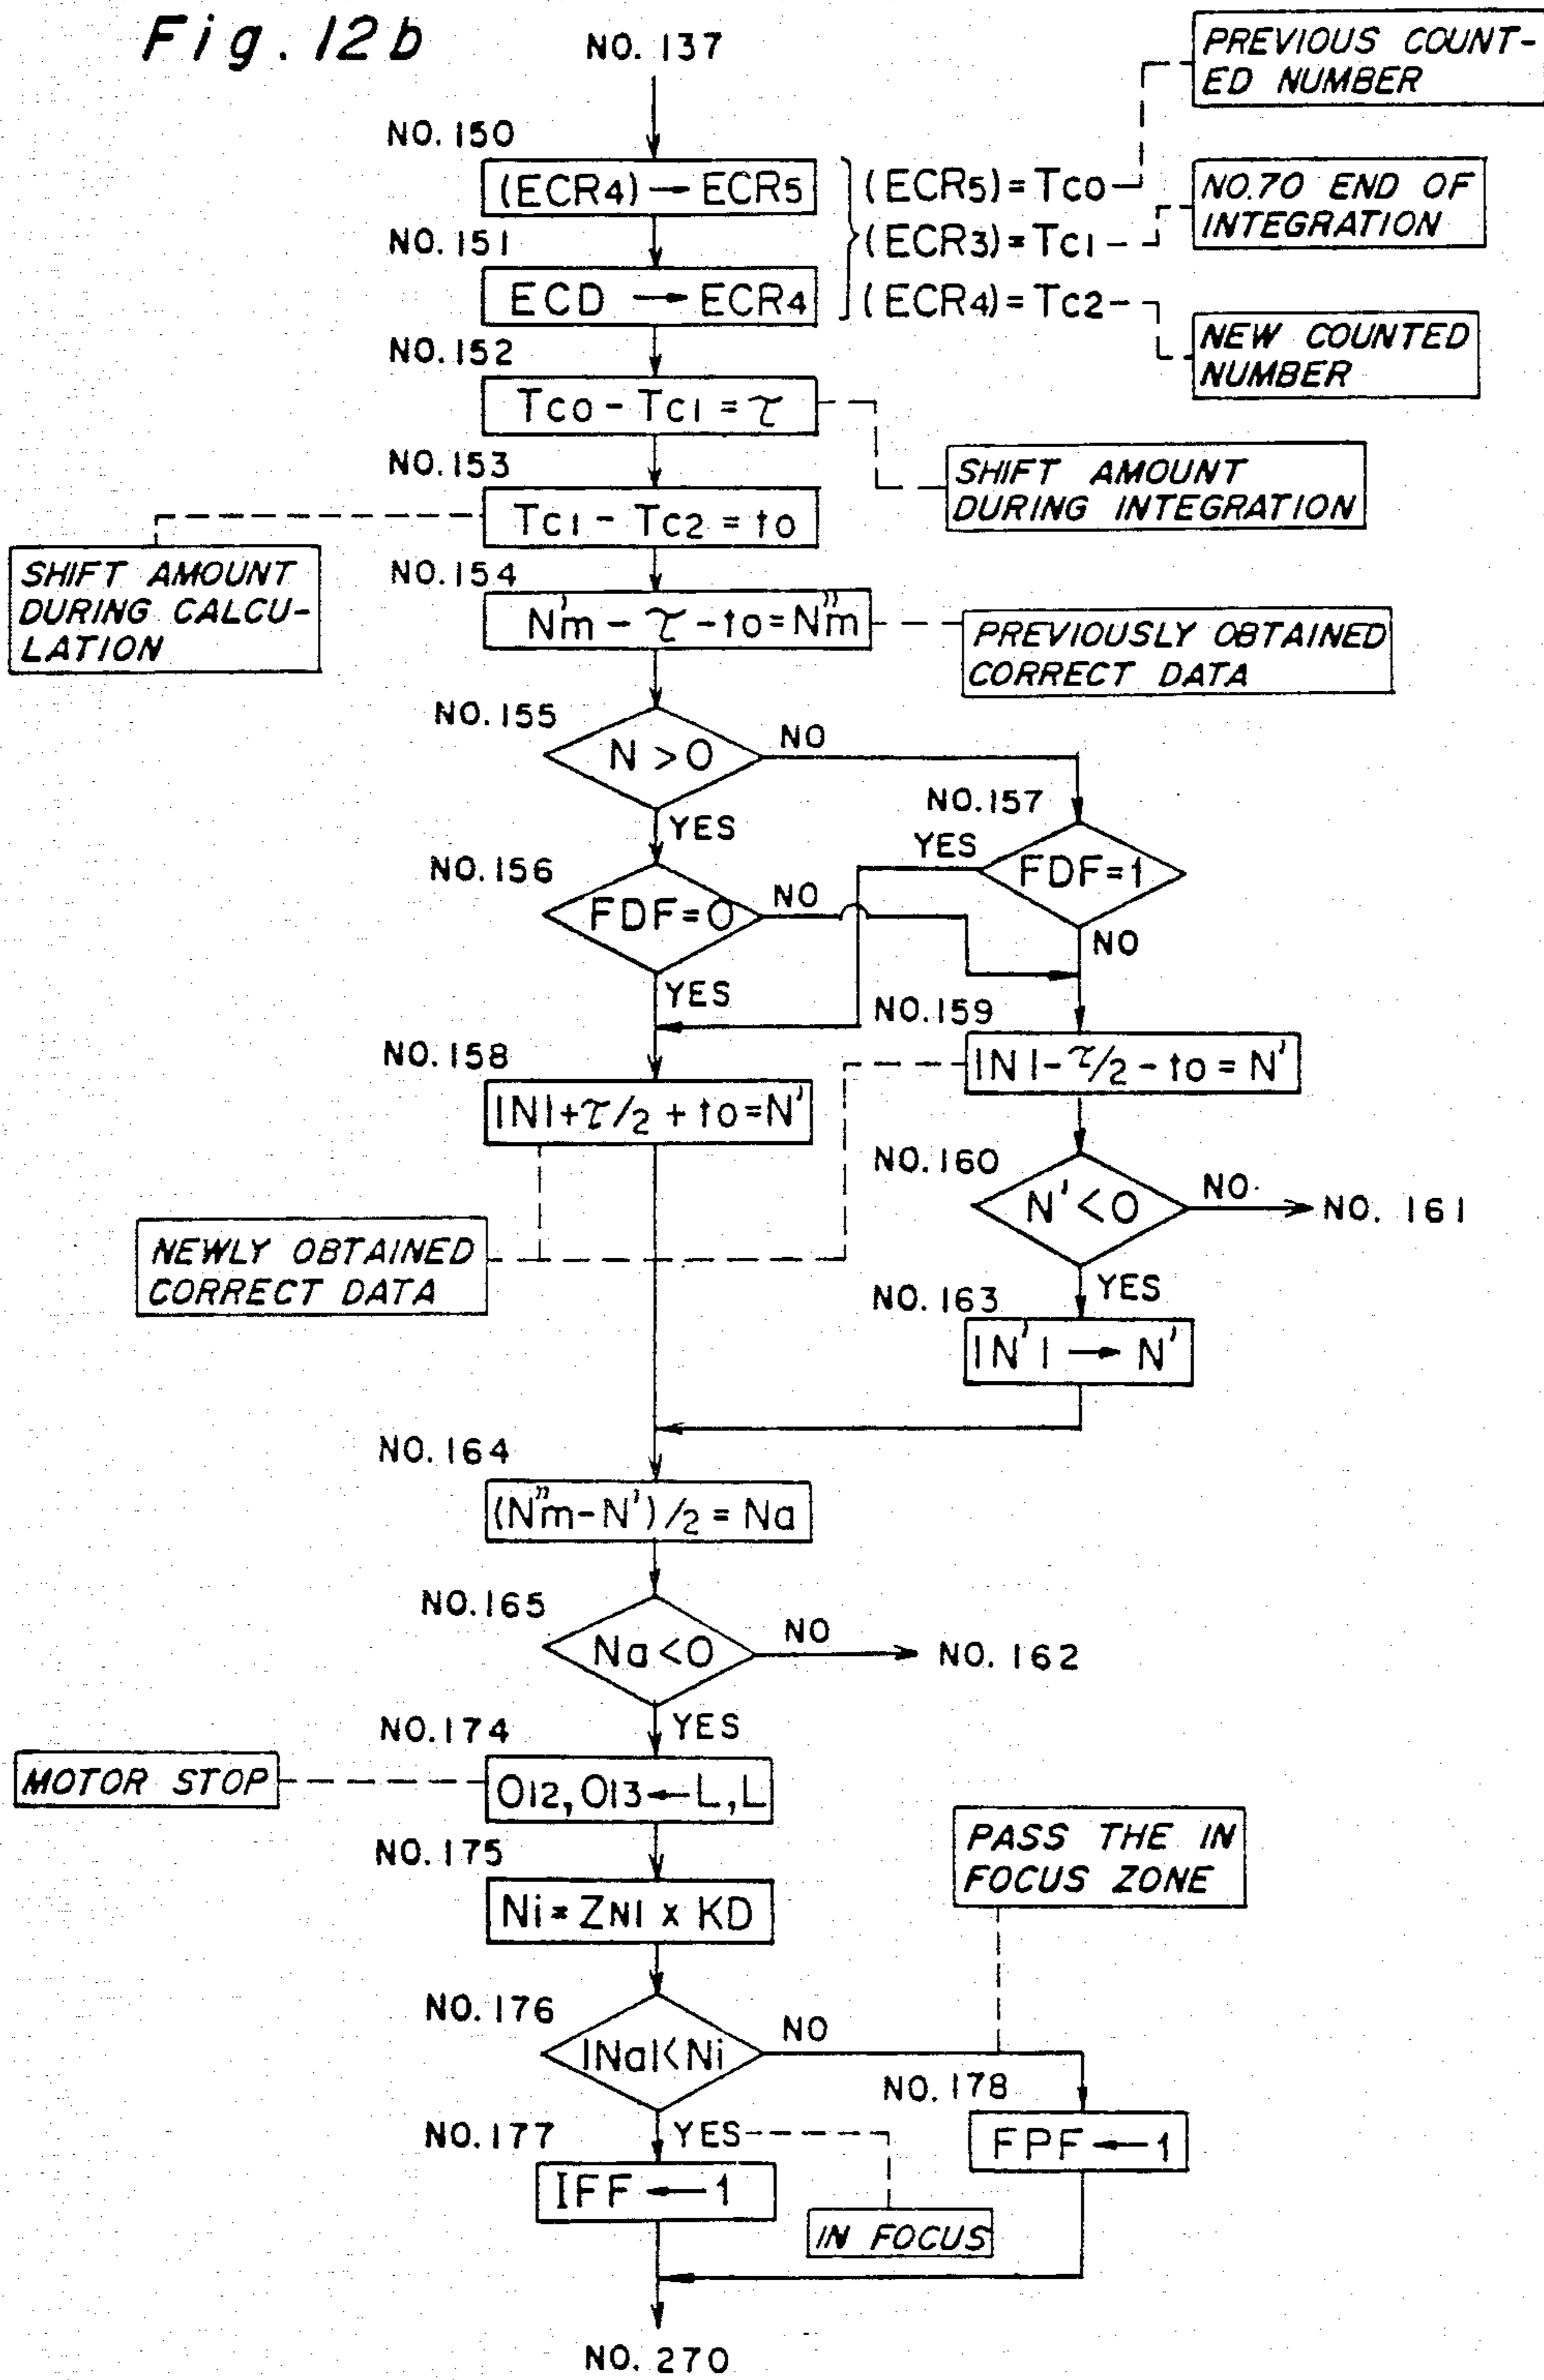 Fig. 12b
NO. 137
PREVIOUS COUNT-
ED NUMBER
NO. 150
(ECR4) → ECR5
(ECR5) = Tco
NO. 70 END OF
INTEGRATION
NO. 151
(ECR3) = Tc1
ECD → ECR4
(ECR4) = Tc2
NEW COUNTED
NUMBER
NO. 152
Tco - Tc1 = τ
SHIFT AMOUNT
DURING INTEGRATION
NO. 153
Tc1 - Tc2 = to
SHIFT AMOUNT
DURING CALCU-
LATION
NO. 154
N'm - τ - to = N''m
PREVIOUSLY OBTAINED
CORRECT DATA
NO. 155
N > 0
NO
YES
NO. 157
YES
FDF=1
NO
NO. 156
FDF=0
NO
YES
NO. 159
|N| - τ/2 - to = N'
NO. 158
|N| + τ/2 + to = N'
NO. 160
N' < 0
NO
NO. 161
NEWLY OBTAINED
CORRECT DATA
YES
NO. 163
|N'| → N'
NO. 164
(N''m - N')/2 = Na
NO. 165
Na < 0
NO
NO. 162
YES
NO. 174
MOTOR STOP
O12, O13 ← L, L
PASS THE IN
FOCUS ZONE
NO. 175
Ni = ZN1 x KD
NO. 176
|Na| < Ni
NO
NO. 178
FPF ← 1
NO. 177
YES
IFF ← 1
IN FOCUS
NO. 270